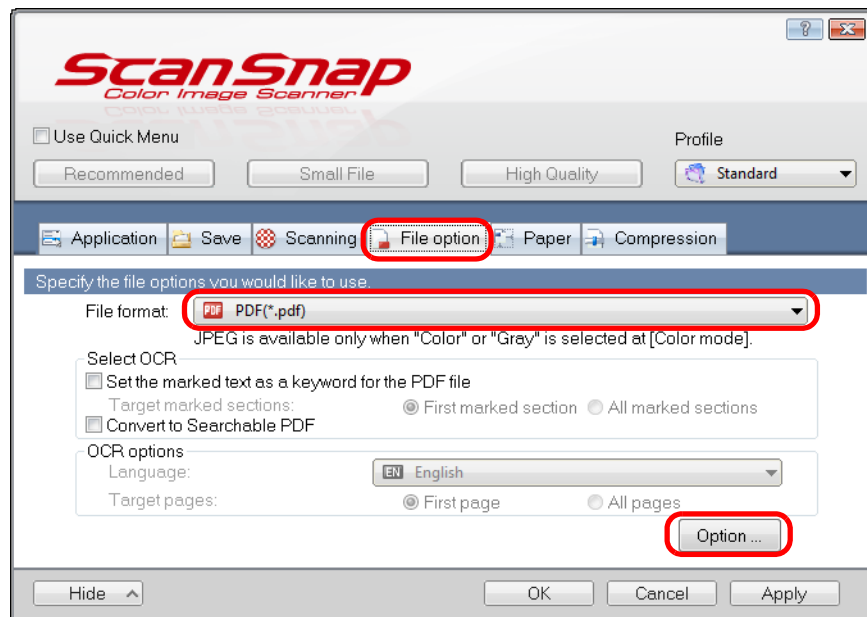 ScanSnap
Color Image Scanner
Use Quick Menu
Profile
Recommended Small File High Quality Standard
Application Save Scanning File option Paper Compression
Specify the file options you would like to use.
File format: PDF PDF(*.pdf)
JPEG is available only when "Color" or "Gray" is selected at [Color mode].
Select OCR
Set the marked text as a keyword for the PDF file
Target marked sections: First marked section All marked sections
Convert to Searchable PDF
OCR options
Language: EN English
Target pages: First page All pages
Option ...
Hide OK Cancel Apply